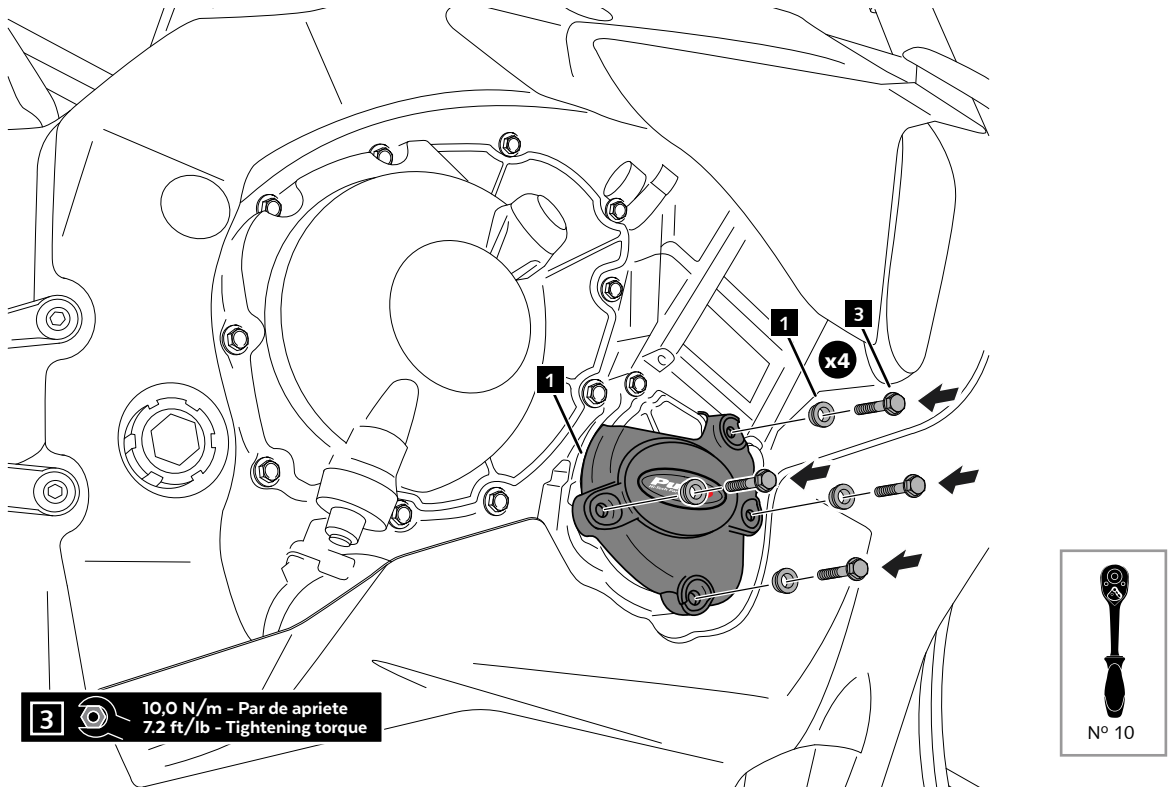 3
1
x4
1
3
10,0 N/m - Par de apriete
7.2 ft/lb - Tightening torque
Nº 10